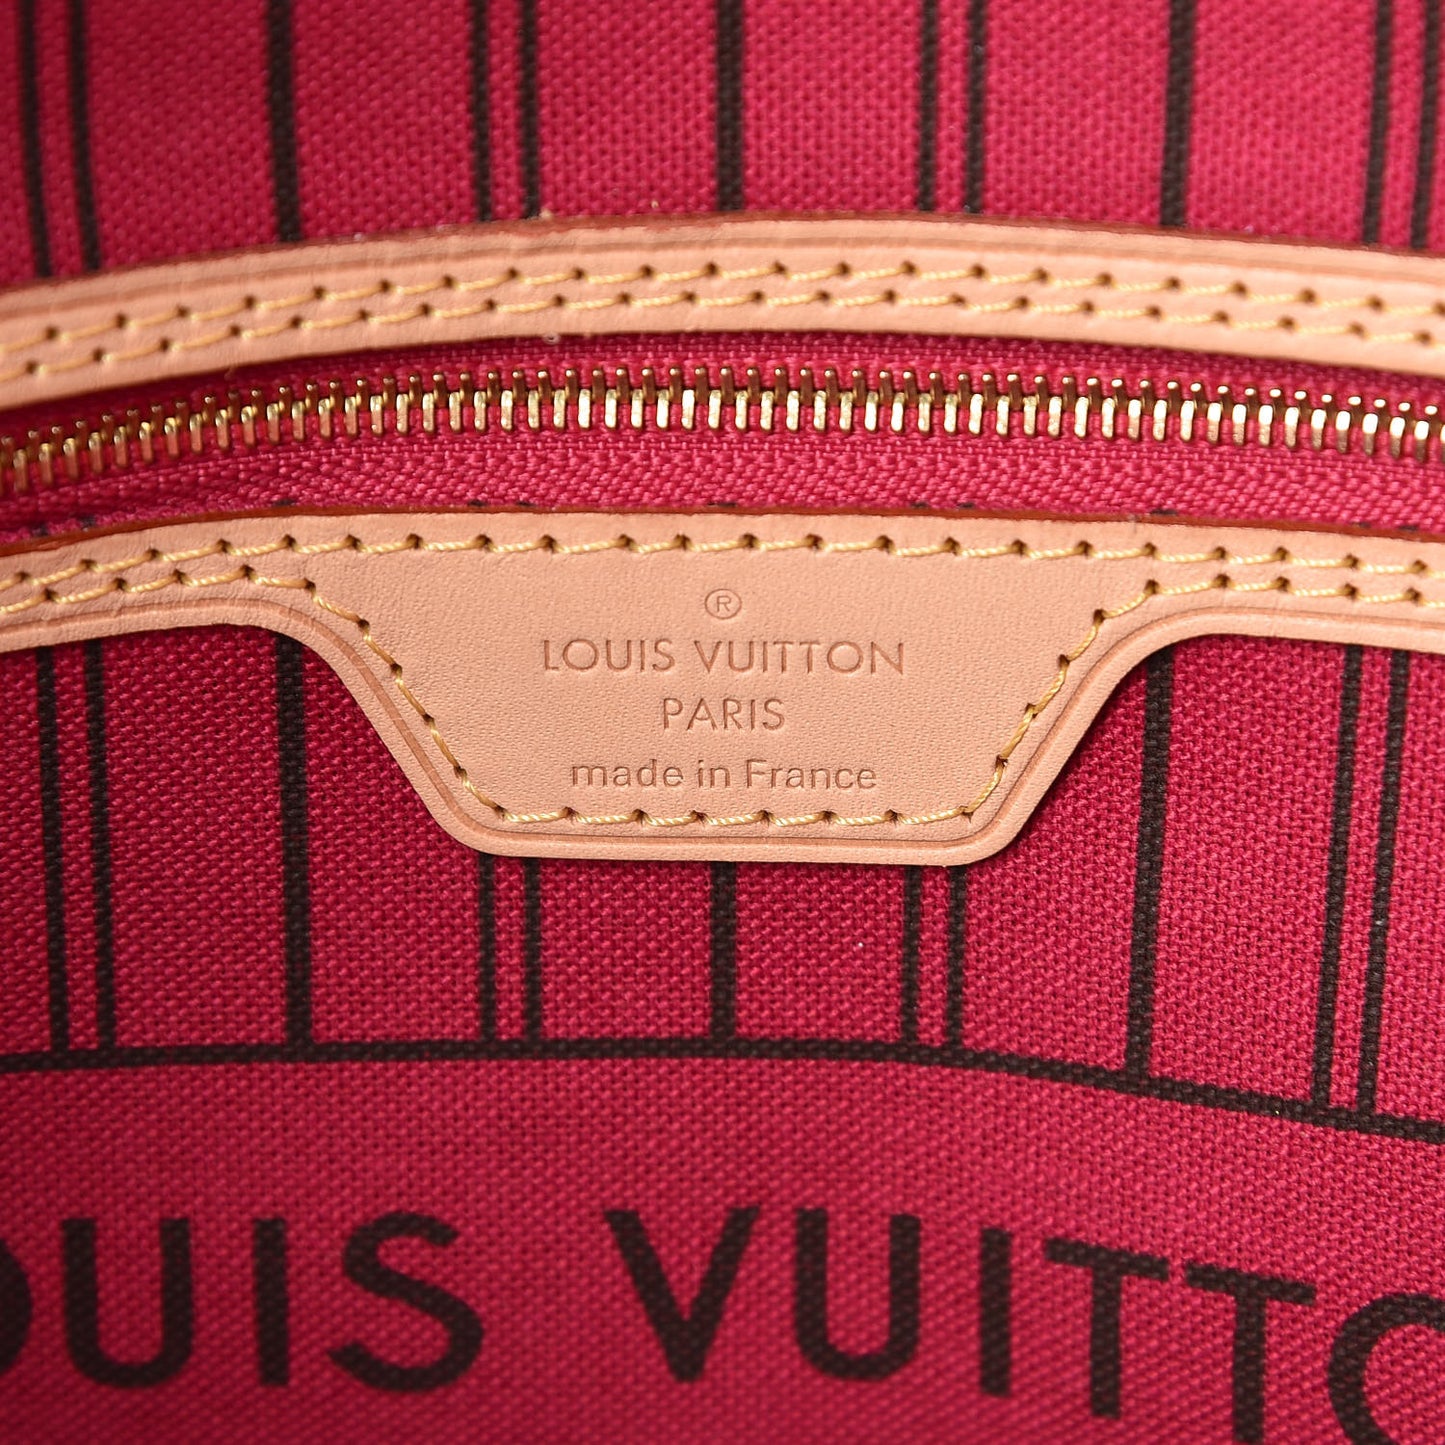 ®
LOUIS VUITTON
PARIS
made in France
OUIS VUITTO